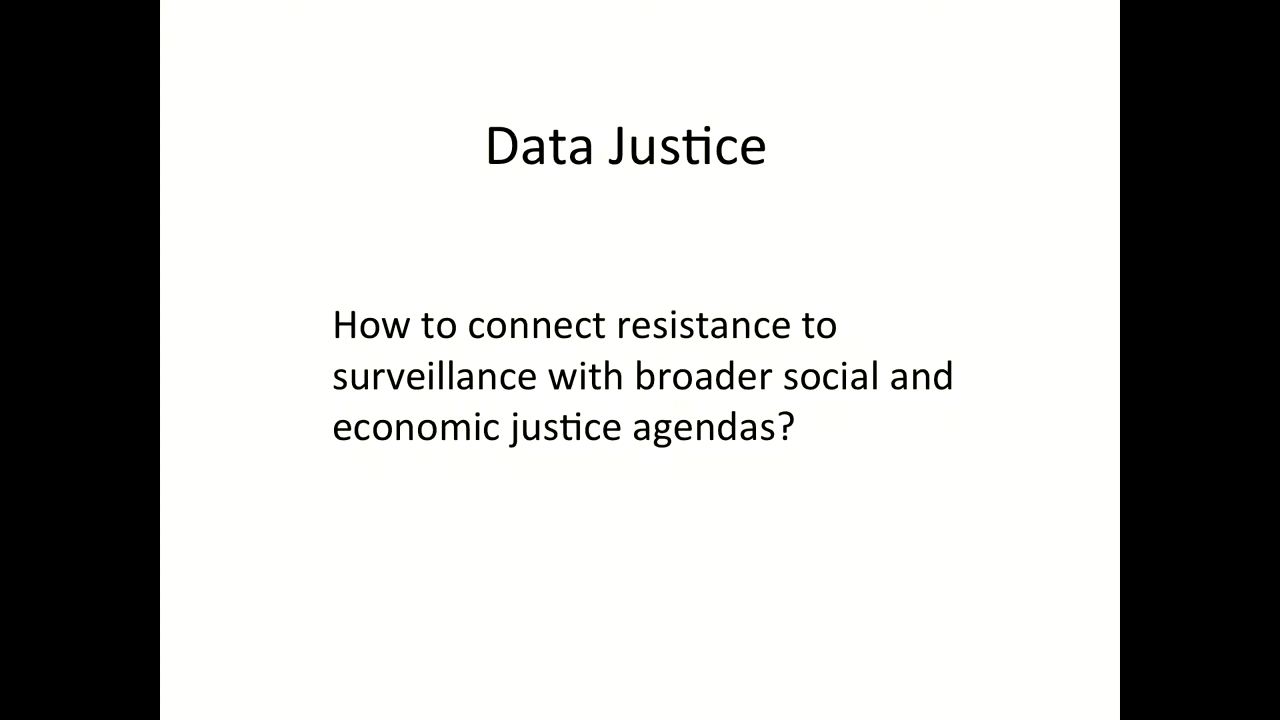 Data Justice
How to connect resistance to
surveillance with broader social and
economic justice agendas?